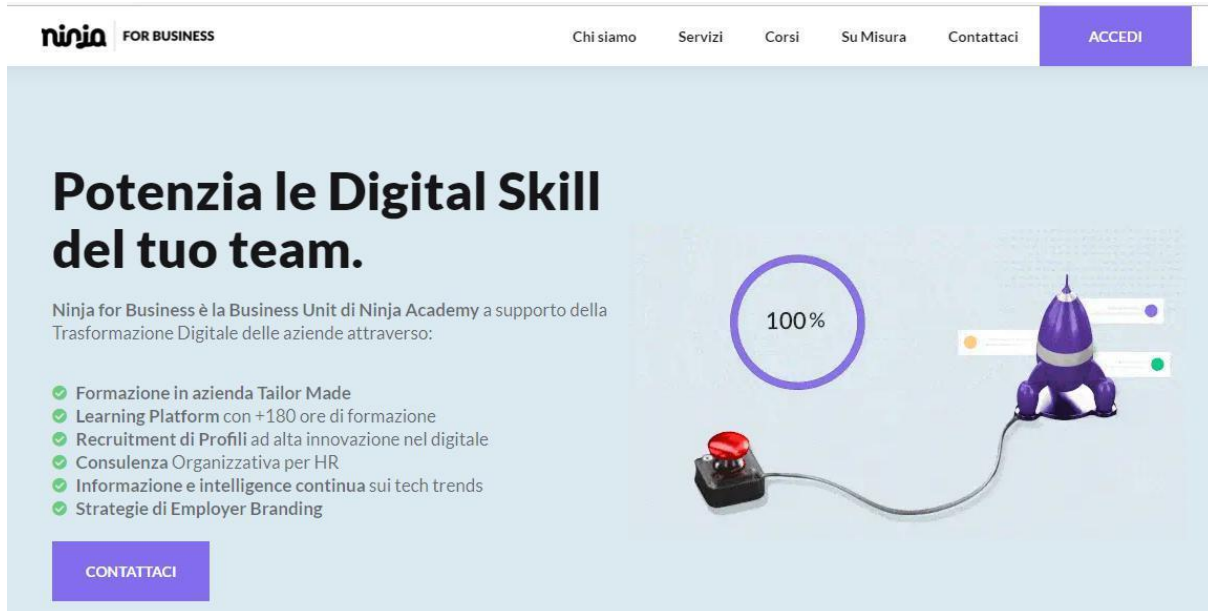 ninja FOR BUSINESS
Chi siamo
Servizi
Corsi
Su Misura
Contattaci
ACCEDI
Potenzia le Digital Skill
del tuo team.
Ninja for Business è la Business Unit di Ninja Academy a supporto della
Trasformazione Digitale delle aziende attraverso:
Formazione in azienda Tailor Made
Learning Platform con +180 ore di formazione
Recruitment di Profili ad alta innovazione nel digitale
Consulenza Organizzativa per HR
Informazione e intelligence continua sui tech trends
Strategie di Employer Branding
CONTATTACI
100%